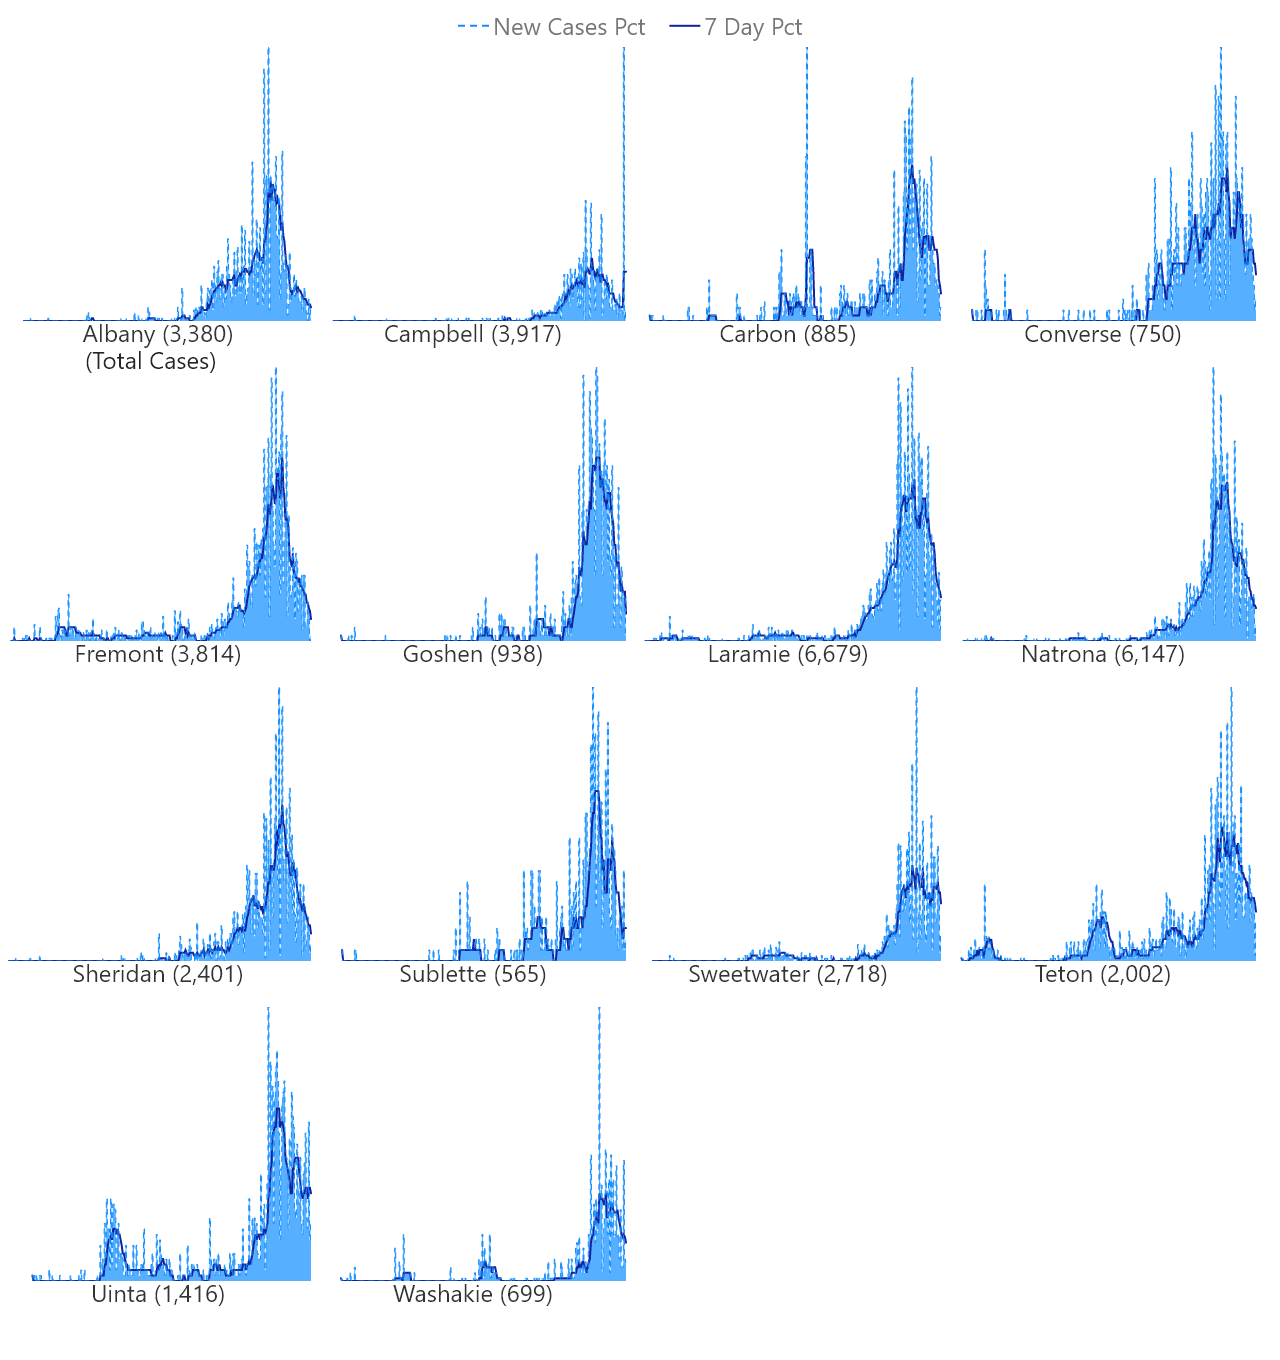 New Cases Pct 7 Day Pct
Albany (3,380) Campbell (3,917) Carbon (885) Converse (750)
(Total Cases)
Fremont (3,814) Goshen (938) Laramie (6,679) Natrona (6,147)
Sheridan (2,401) Sublette (565) Sweetwater (2,718) Teton (2,002)
Uinta (1,416) Washakie (699)